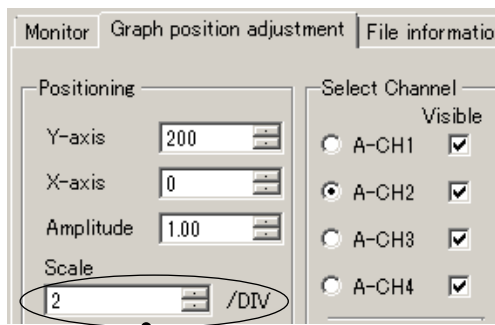 Monitor Graph position adjustment File informatio
Positioning
Y-axis 200
X-axis 0
Amplitude 1.00
Scale
2 /DIV
Select Channel
Visible
A-CH1
A-CH2
A-CH3
A-CH4